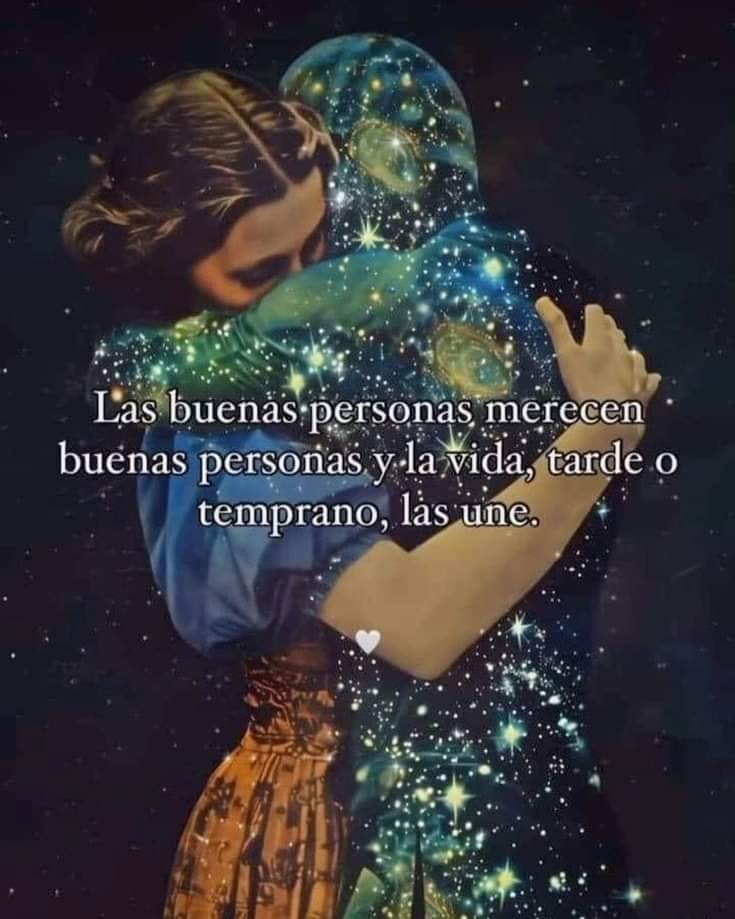 Las buenas personas merecen
buenas personas y la vida, tarde o
temprano, las une.